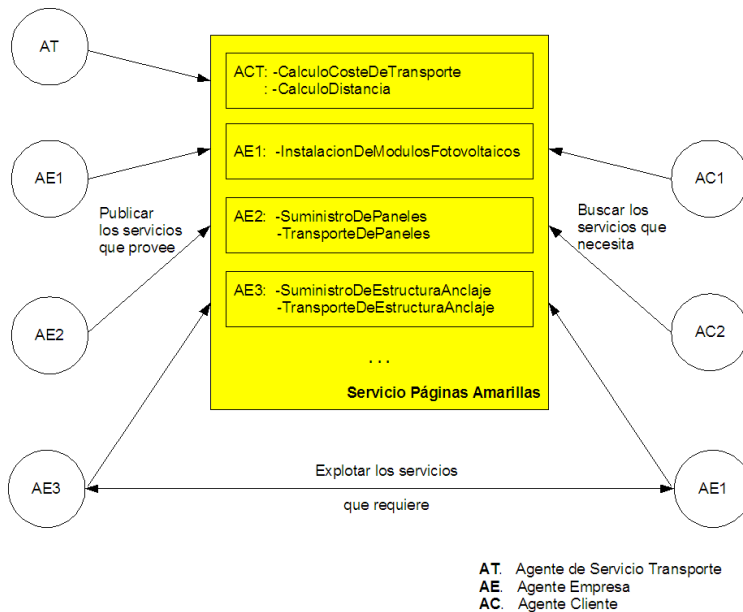 AT
ACT: -CalculoCosteDeTransporte
: -CalculoDistancia
AE1
AE1: -InstalacionDeModulosFotovoltaicos
AC1
Publicar
los servicios
que provee
AE2: -SuministroDePaneles
-TransporteDePaneles
Buscar los
servicios que
necesita
AE2
AE3: -SuministroDeEstructuraAnclaje
-TransporteDeEstructuraAnclaje
AC2
. . .
Servicio Páginas Amarillas
AE3
Explotar los servicios
que requiere
AE1
AT. Agente de Servicio Transporte
AE. Agente Empresa
AC. Agente Cliente